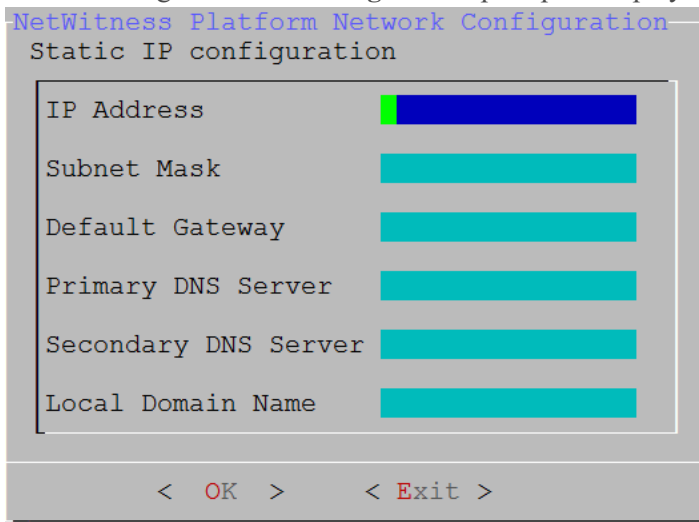 NetWitness Platform Network Configuration
Static IP configuration
IP Address
Subnet Mask
Default Gateway
Primary DNS Server
Secondary DNS Server
Local Domain Name
< OK > < Exit >